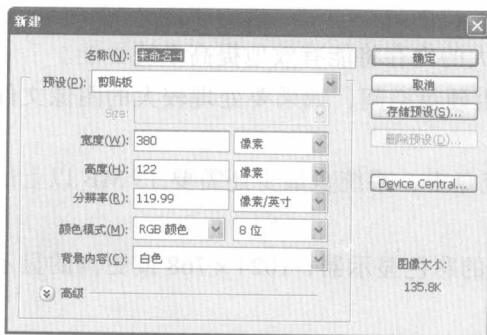 新建
名称(N): 未命名-4
确定
预设(P): 剪贴板
取消
Size:
存储预设(S)...
宽度(W): 380 像素
删除预设(D)...
高度(H): 122 像素
分辨率(R): 119.99 像素/英寸
Device Central...
颜色模式(M): RGB 颜色 8 位
背景内容(C): 白色
图像大小:
高级
135.8K